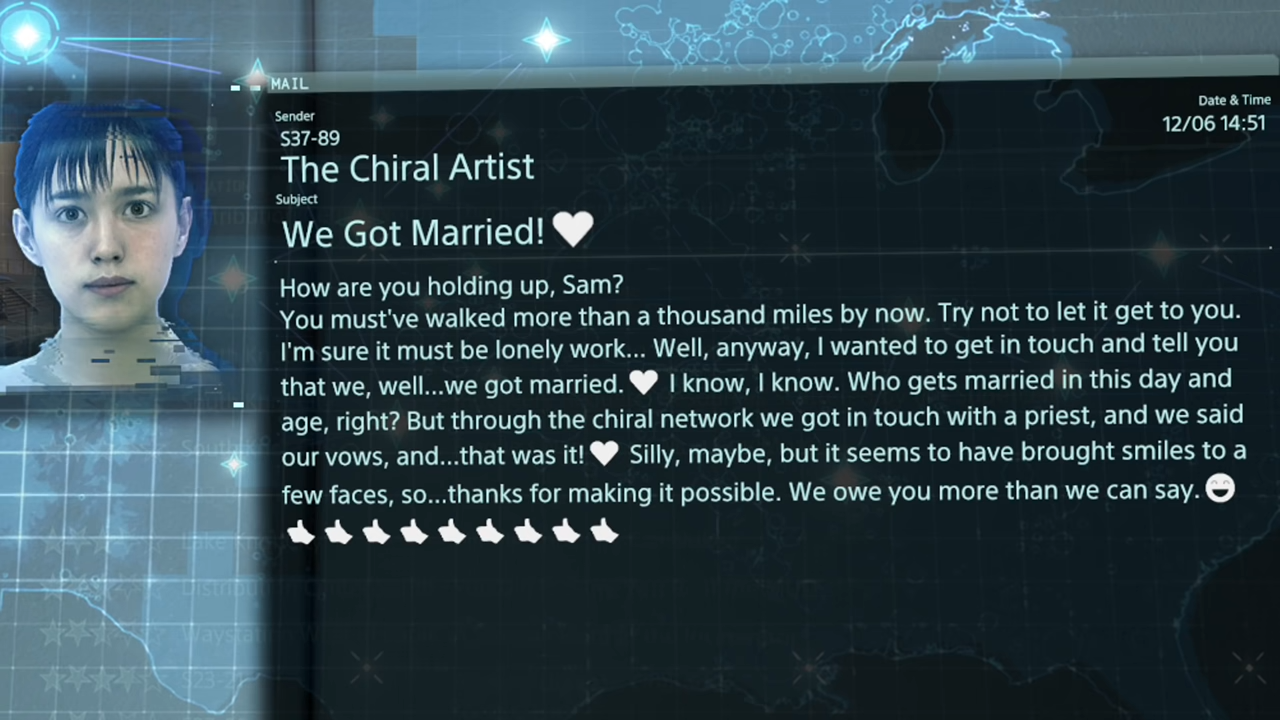 MAIL
Sender
Date & Time
S37-89
12/06 14:51
The Chiral Artist
Subject
We Got Married!🤍
How are you holding up, Sam?
You must've walked more than a thousand miles by now. Try not to let it get to you.
I'm sure it must be lonely work... Well, anyway, I wanted to get in touch and tell you
that we, well...we got married.🤍 I know, I know. Who gets married in this day and
age, right? But through the chiral network we got in touch with a priest, and we said
our vows, and...that was it!🤍 Silly, maybe, but it seems to have brought smiles to a
few faces, so...thanks for making it possible. We owe you more than we can say.😄
👍👍👍👍👍👍👍👍👍